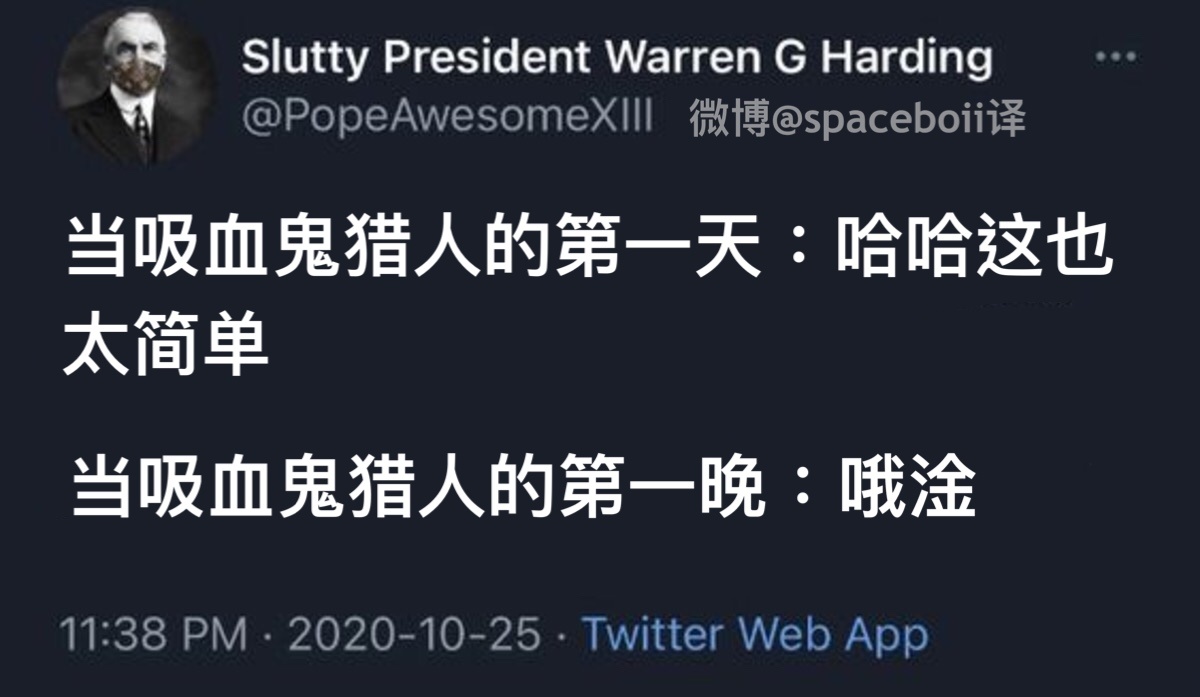 Slutty President Warren G Harding
@PopeAwesomeXIII 微博@spaceboii译
当吸血鬼猎人的第一天：哈哈这也
太简单
当吸血鬼猎人的第一晚：哦淦
11:38 PM · 2020-10-25 · Twitter Web App